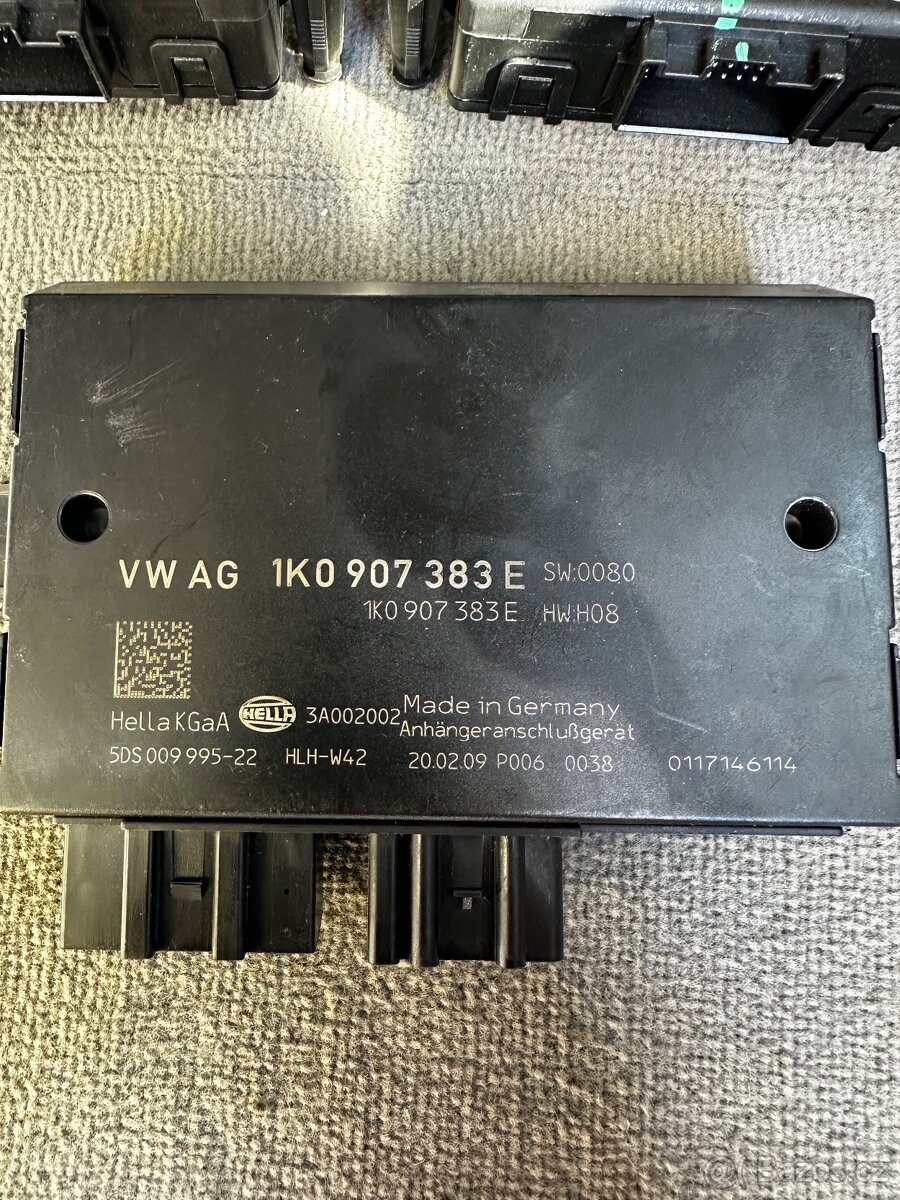 VW AG 1K0 907 383 E SW:0080
1K0 907 383 E HW:H08
Hella KGaA HELLA 3A002002 Made in Germany
Anhängeranschlußgerät
5DS 009 995-22 HLH-W42 20.02.09 P006 0038 0117146114